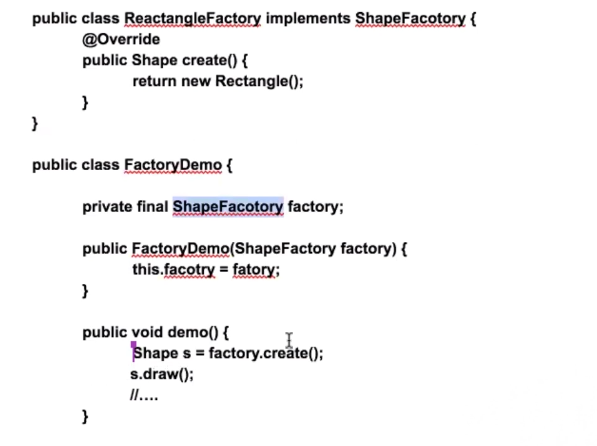 public class ReactangleFactory implements ShapeFacotory {
@Override
public Shape create() {
return new Rectangle();
}
}
public class FactoryDemo {
private final ShapeFacotory factory;
public FactoryDemo(ShapeFactory factory) {
this.facotry = fatory;
}
public void demo() {
Shape s = factory.create();
s.draw();
//....
}